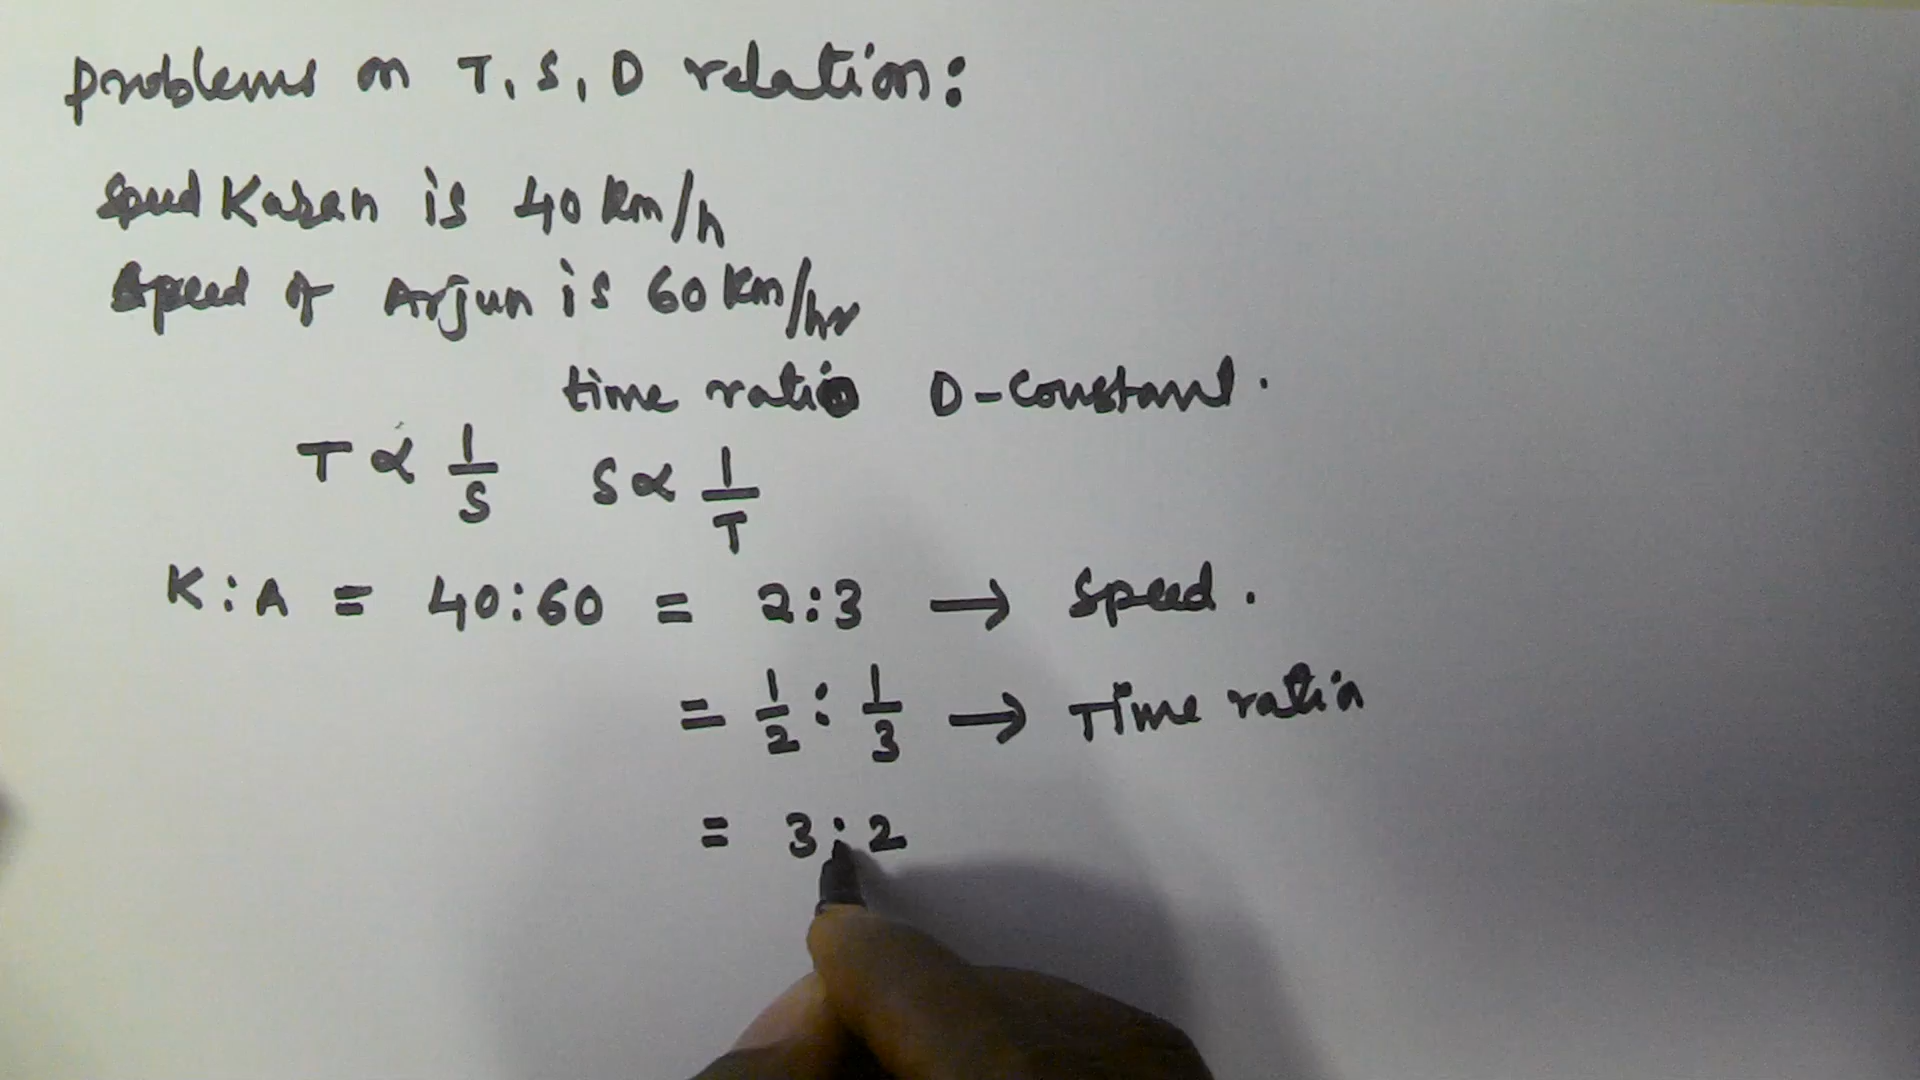 problems on T, S, D relation:
Speed Karan is 40 km/h
Speed of Arjun is 60 km/hr
time ratio D-constant.
T ∝ 1/S S ∝ 1/T
K:A = 40:60 = 2:3 → Speed.
= 1/2 : 1/3 → Time ratio
= 3:2